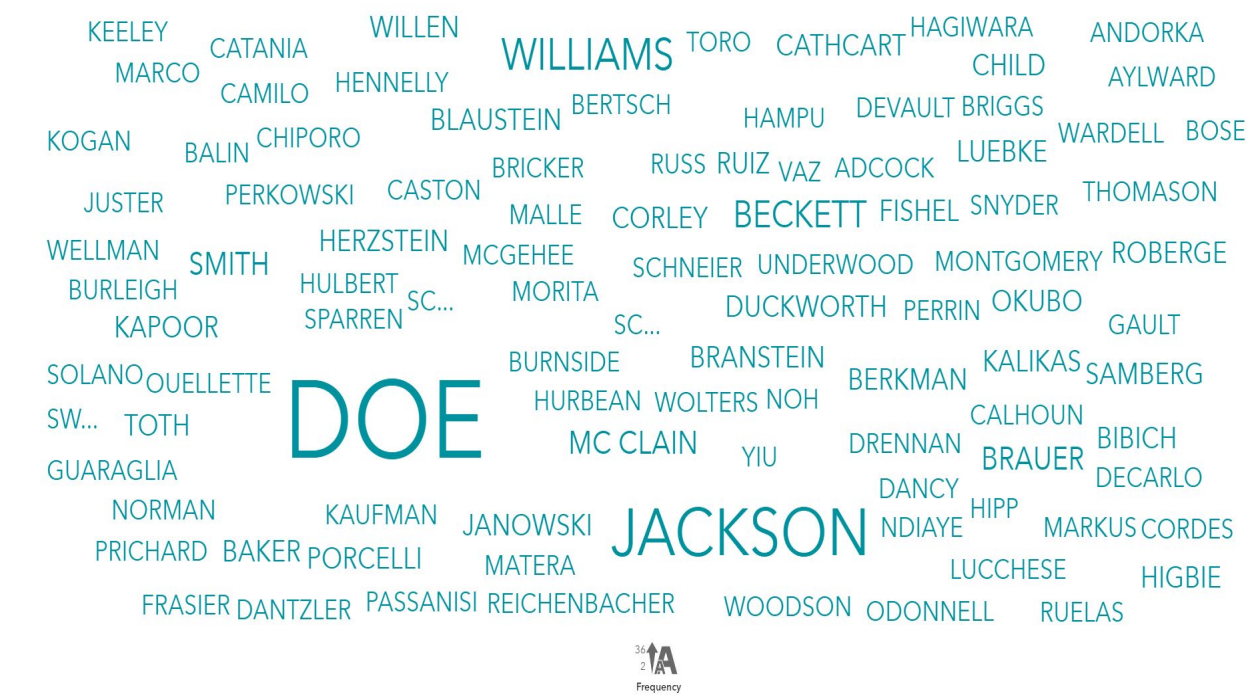 KEELEY
CATANIA
WILLEN
WILLIAMS
TORO
CATHCART
HAGIWARA
ANDORKA
MARCO
CAMILO
HENNELLY
CHILD
AYLWARD
BLAUSTEIN
BERTSCH
HAMPU
DEVAULT
BRIGGS
KOGAN
BALIN
CHIPORO
WARDELL
BOSE
BRICKER
RUSS
RUIZ
VAZ
ADCOCK
LUEBKE
JUSTER
PERKOWSKI
CASTON
MALLE
CORLEY
BECKETT
FISHEL
SNYDER
THOMASON
WELLMAN
SMITH
HERZSTEIN
MCGEHEE
SCHNEIER
UNDERWOOD
MONTGOMERY
ROBERGE
BURLEIGH
HULBERT
SC...
MORITA
DUCKWORTH
PERRIN
OKUBO
KAPOOR
SPARREN
SC...
GAULT
SOLANO
OUELLETTE
BURNSIDE
BRANSTEIN
BERKMAN
KALIKAS
SAMBERG
SW...
TOTH
DOE
HURBEAN
WOLTERS
NOH
CALHOUN
MC CLAIN
YIU
DRENNAN
BRAUER
BIBICH
GUARAGLIA
DECARLO
NORMAN
KAUFMAN
JANOWSKI
JACKSON
DANCY
HIPP
NDIAYE
MARKUS
CORDES
PRICHARD
BAKER
PORCELLI
MATERA
LUCCHESE
HIGBIE
FRASIER
DANTZLER
PASSANISI
REICHENBACHER
WOODSON
ODONNELL
RUELAS
36
2
Frequency